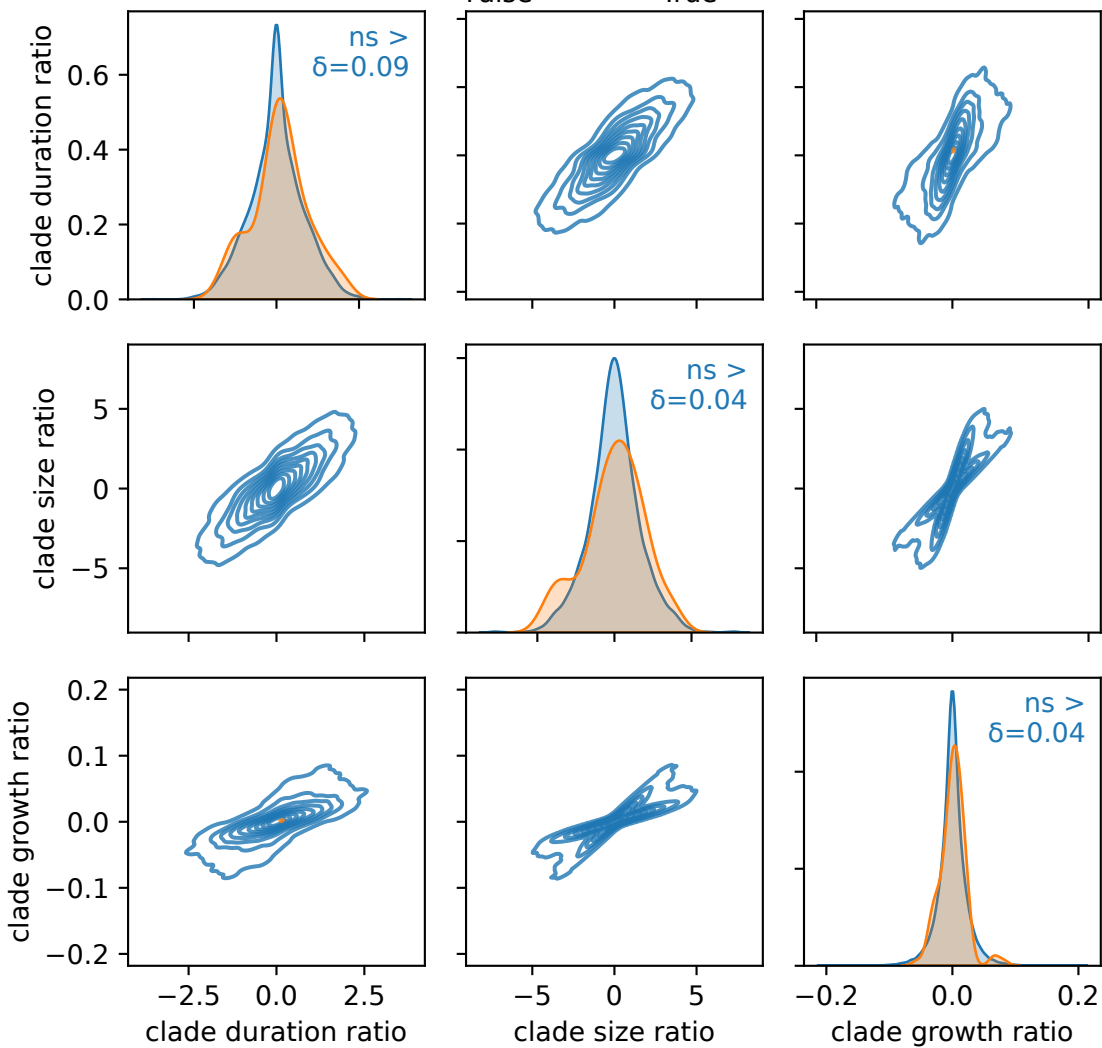 clade duration ratio
0.6
0.4
0.2
0.0
ns >
δ=0.09
clade size ratio
5
0
−5
ns >
δ=0.04
clade growth ratio
0.2
0.1
0.0
−0.1
−0.2
ns >
δ=0.04
−2.5 0.0 2.5
−5 0 5
−0.2 0.0 0.2
clade duration ratio
clade size ratio
clade growth ratio